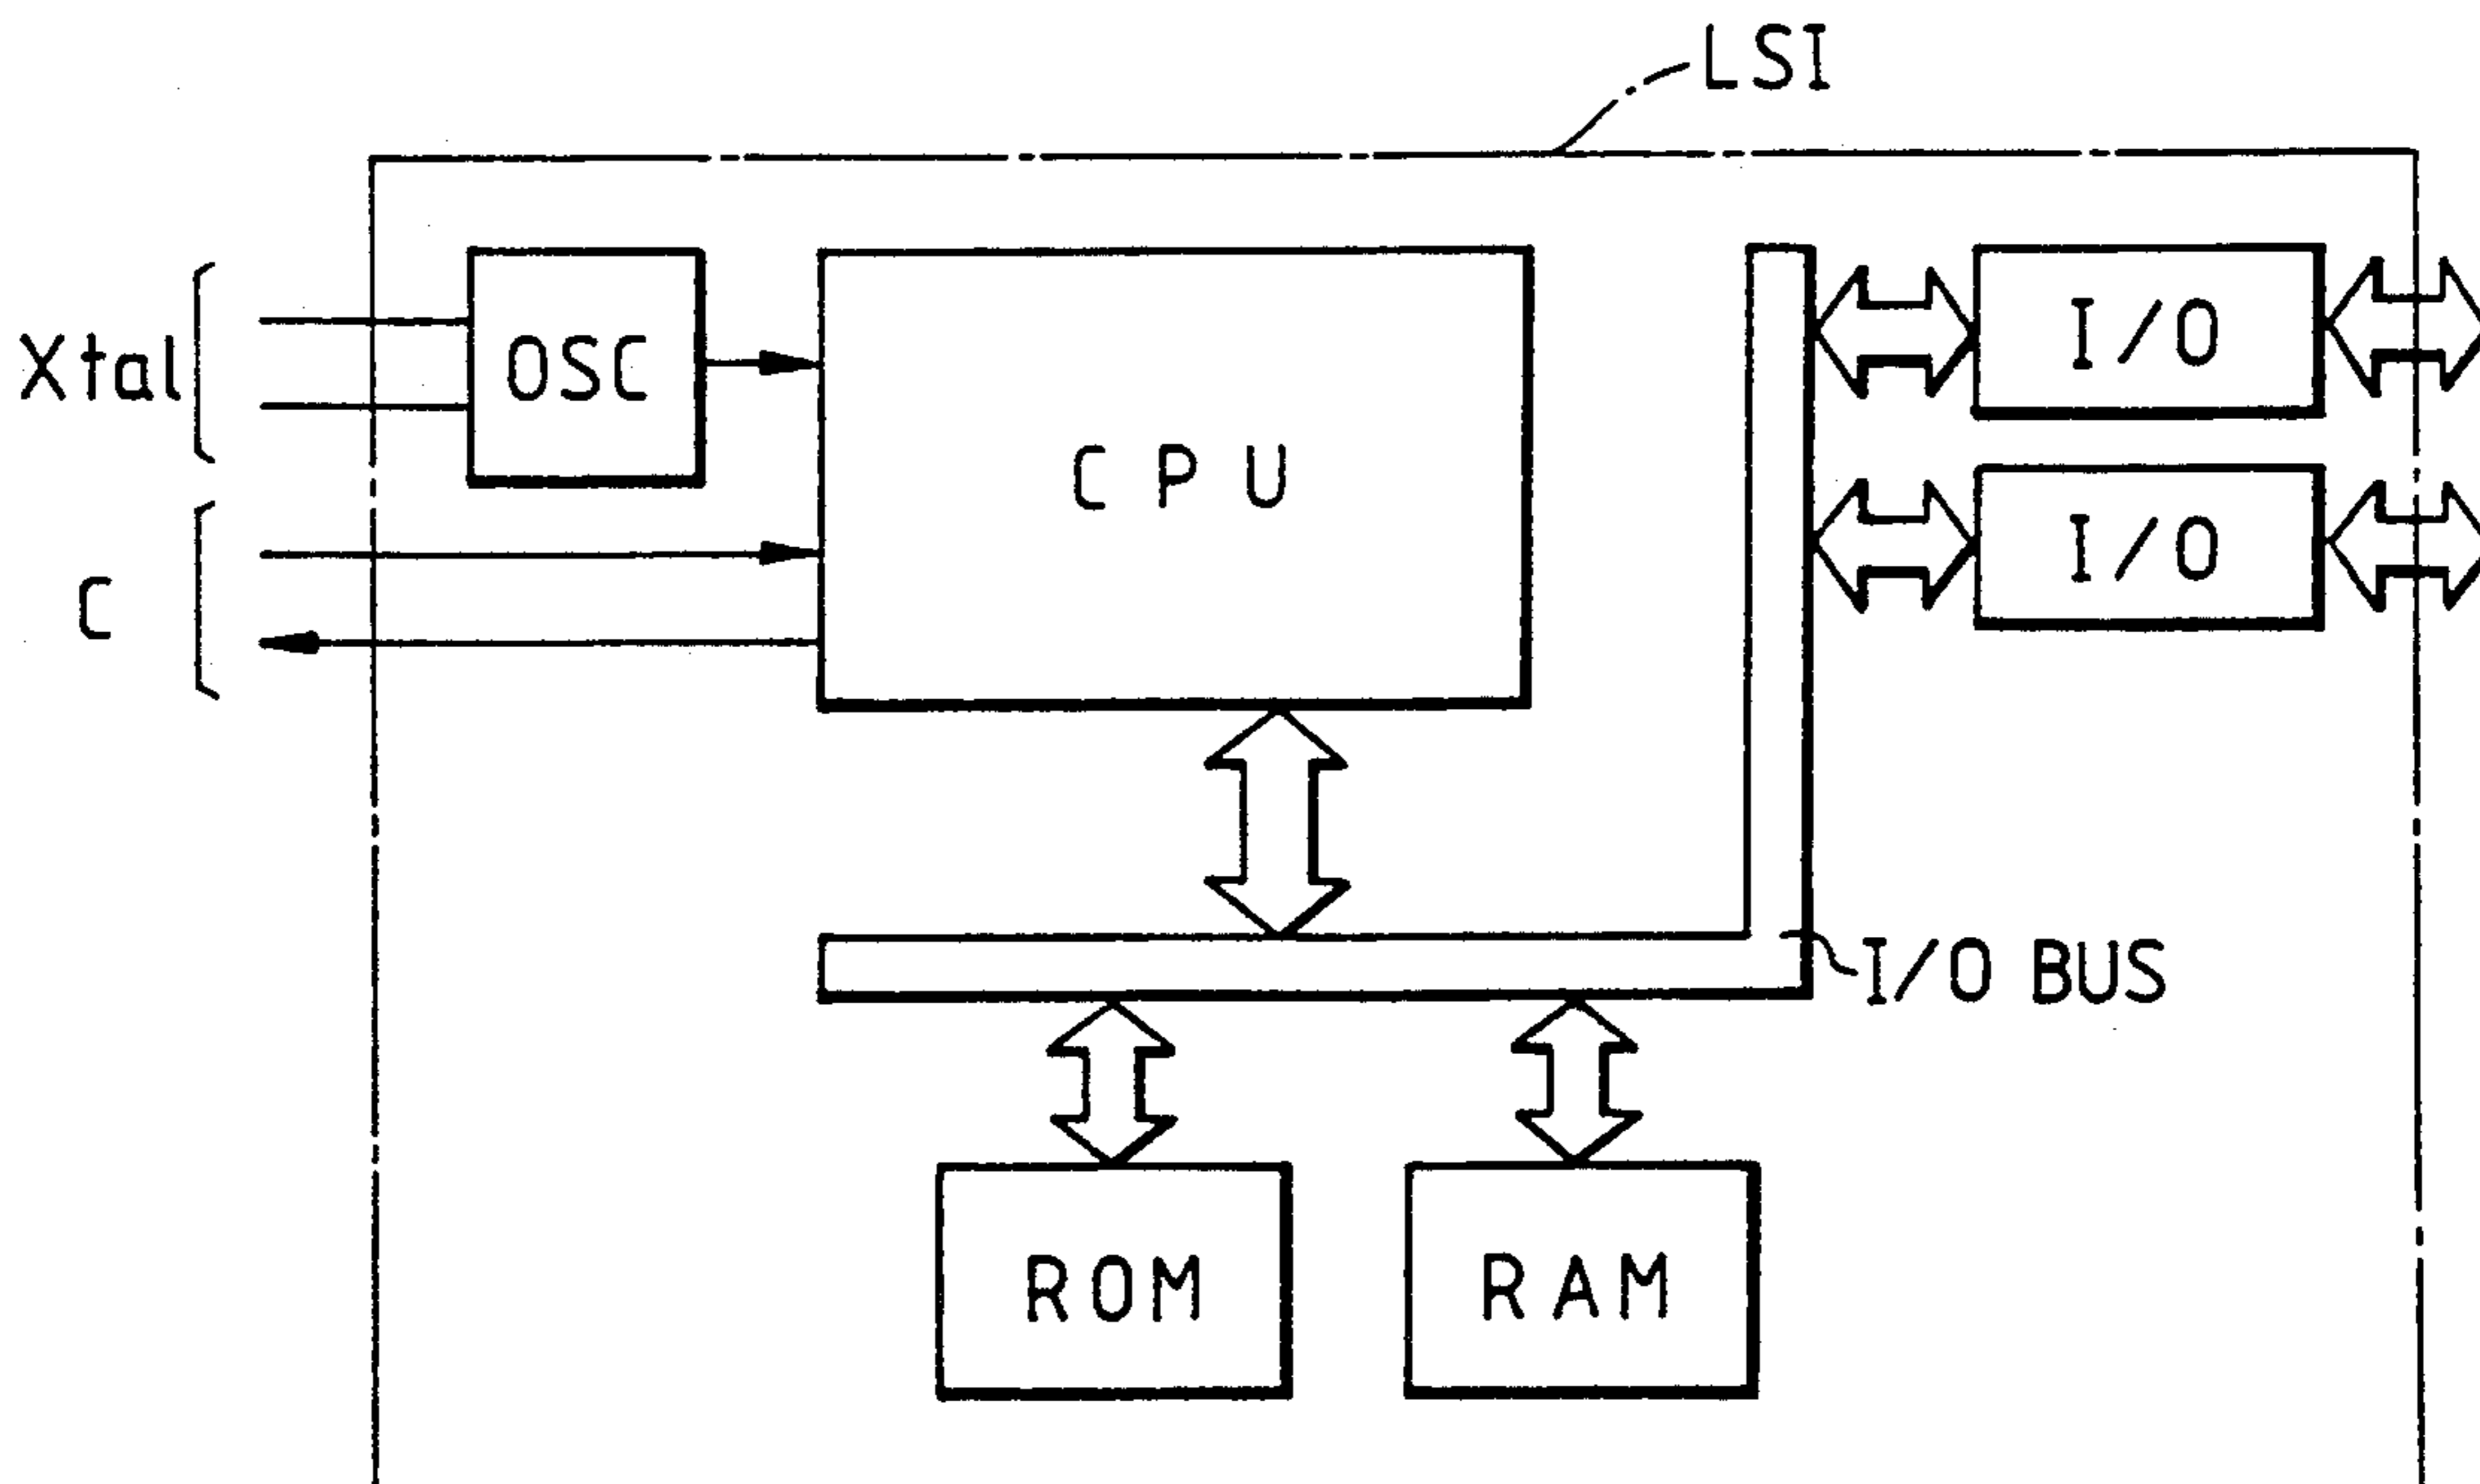 LSI
Xtal
OSC
CPU
I/O
I/O
C
I/O BUS
ROM
RAM